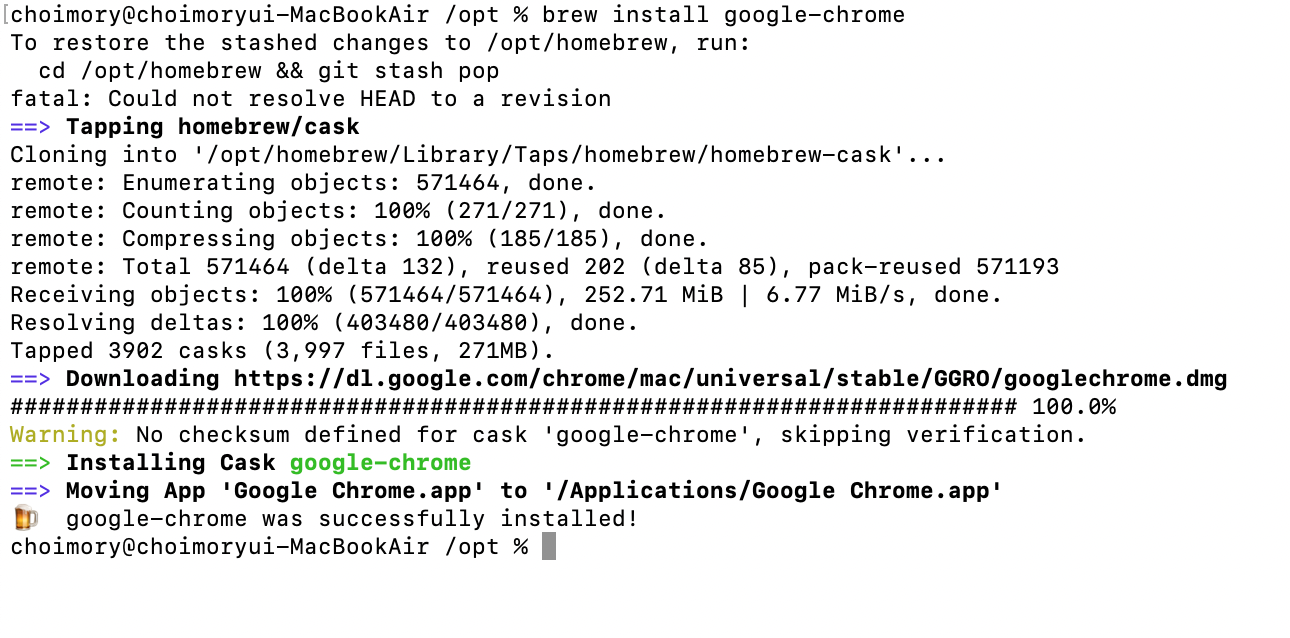 choimory@choimoryui-MacBookAir /opt % brew install google-chrome
To restore the stashed changes to /opt/homebrew, run:
  cd /opt/homebrew && git stash pop
fatal: Could not resolve HEAD to a revision
==> Tapping homebrew/cask
Cloning into '/opt/homebrew/Library/Taps/homebrew/homebrew-cask'...
remote: Enumerating objects: 571464, done.
remote: Counting objects: 100% (271/271), done.
remote: Compressing objects: 100% (185/185), done.
remote: Total 571464 (delta 132), reused 202 (delta 85), pack-reused 571193
Receiving objects: 100% (571464/571464), 252.71 MiB | 6.77 MiB/s, done.
Resolving deltas: 100% (403480/403480), done.
Tapped 3902 casks (3,997 files, 271MB).
==> Downloading https://dl.google.com/chrome/mac/universal/stable/GGRO/googlechrome.dmg
######################################################################## 100.0%
Warning: No checksum defined for cask 'google-chrome', skipping verification.
==> Installing Cask google-chrome
==> Moving App 'Google Chrome.app' to '/Applications/Google Chrome.app'
🍺  google-chrome was successfully installed!
choimory@choimoryui-MacBookAir /opt %